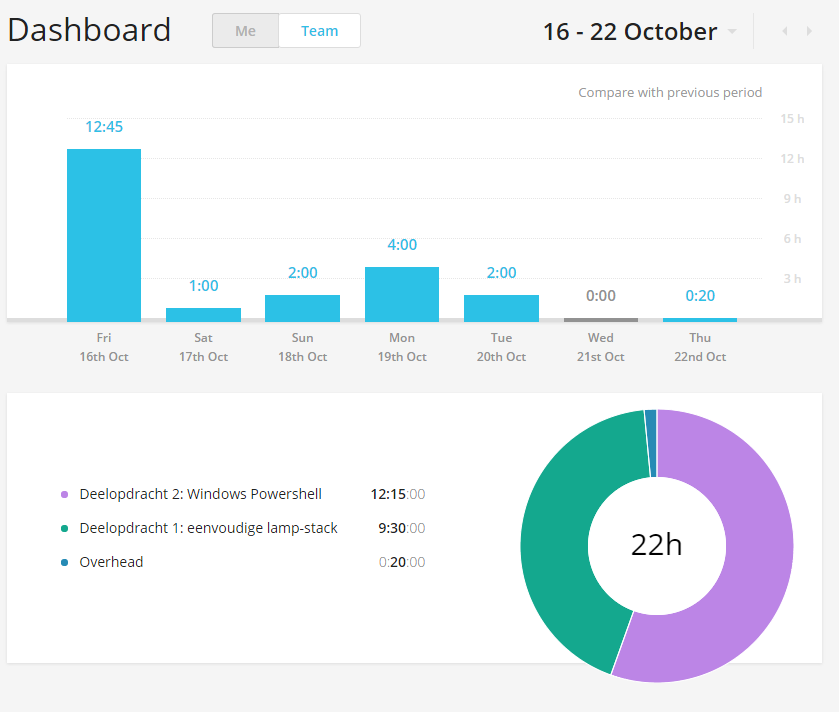 Dashboard Me Team 16 - 22 October
Compare with previous period
15 h
12 h
9 h
6 h
3 h
12:45 1:00 2:00 4:00 2:00 0:00 0:20
Fri Sat Sun Mon Tue Wed Thu
16th Oct 17th Oct 18th Oct 19th Oct 20th Oct 21st Oct 22nd Oct
Deelopdracht 2: Windows Powershell 12:15:00
Deelopdracht 1: eenvoudige lamp-stack 9:30:00
Overhead 0:20:00
22h